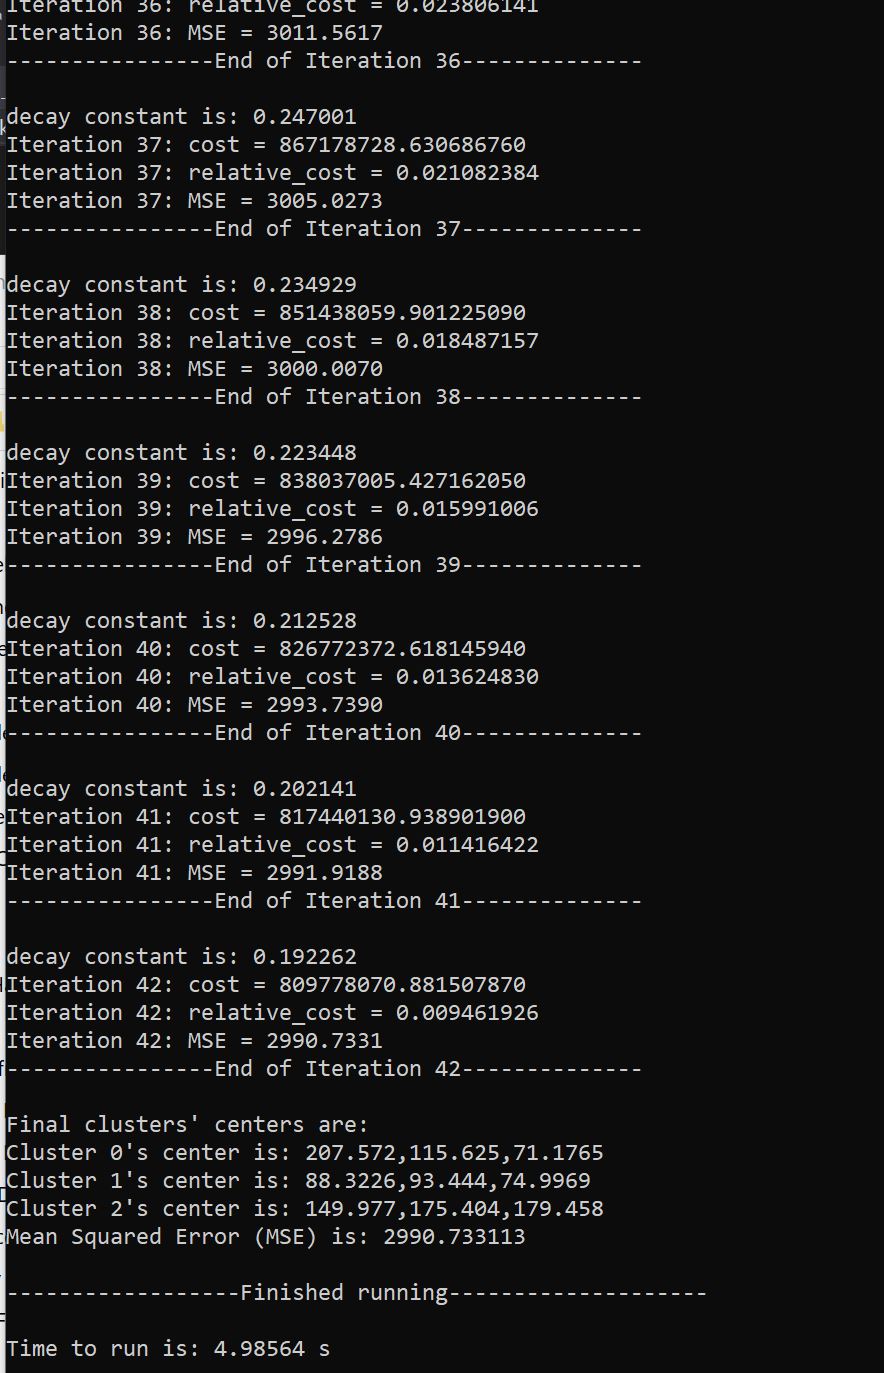 Iteration 36: relative_cost = 0.023806141
Iteration 36: MSE = 3011.5617
----------------End of Iteration 36--------------
decay constant is: 0.247001
Iteration 37: cost = 867178728.630686760
Iteration 37: relative_cost = 0.021082384
Iteration 37: MSE = 3005.0273
----------------End of Iteration 37--------------
decay constant is: 0.234929
Iteration 38: cost = 851438059.901225090
Iteration 38: relative_cost = 0.018487157
Iteration 38: MSE = 3000.0070
----------------End of Iteration 38--------------
decay constant is: 0.223448
Iteration 39: cost = 838037005.427162050
Iteration 39: relative_cost = 0.015991006
Iteration 39: MSE = 2996.2786
----------------End of Iteration 39--------------
decay constant is: 0.212528
Iteration 40: cost = 826772372.618145940
Iteration 40: relative_cost = 0.013624830
Iteration 40: MSE = 2993.7390
----------------End of Iteration 40--------------
decay constant is: 0.202141
Iteration 41: cost = 817440130.938901900
Iteration 41: relative_cost = 0.011416422
Iteration 41: MSE = 2991.9188
----------------End of Iteration 41--------------
decay constant is: 0.192262
Iteration 42: cost = 809778070.881507870
Iteration 42: relative_cost = 0.009461926
Iteration 42: MSE = 2990.7331
----------------End of Iteration 42--------------
Final clusters' centers are:
Cluster 0's center is: 207.572,115.625,71.1765
Cluster 1's center is: 88.3226,93.444,74.9969
Cluster 2's center is: 149.977,175.404,179.458
Mean Squared Error (MSE) is: 2990.733113
------------------Finished running--------------------
Time to run is: 4.98564 s